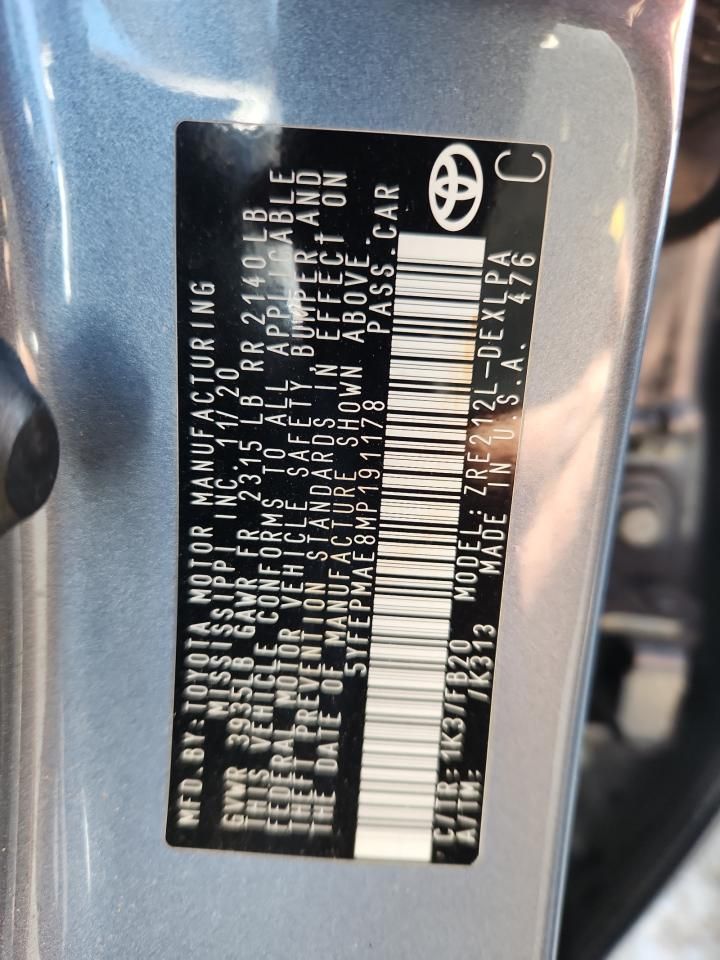 MFD.BY:TOYOTA MOTOR MANUFACTURING
MISSISSIPPI INC. 11/20
GVWR 3935LB GAWR FR 2315 LB RR 2140 LB
THIS VEHICLE CONFORMS TO ALL APPLICABLE
FEDERAL MOTOR VEHICLE SAFETY, BUMPER AND
THEFT PREVENTION STANDARDS IN EFFECT ON
THE DATE OF MANUFACTURE SHOWN ABOVE.
5YFEPMAE8MP191178 PASS.CAR
C/TR: 1K3/FB20 MODEL: ZRE212L-DEXLPA
A/TM: /K313 MADE IN U.S.A. 476
C